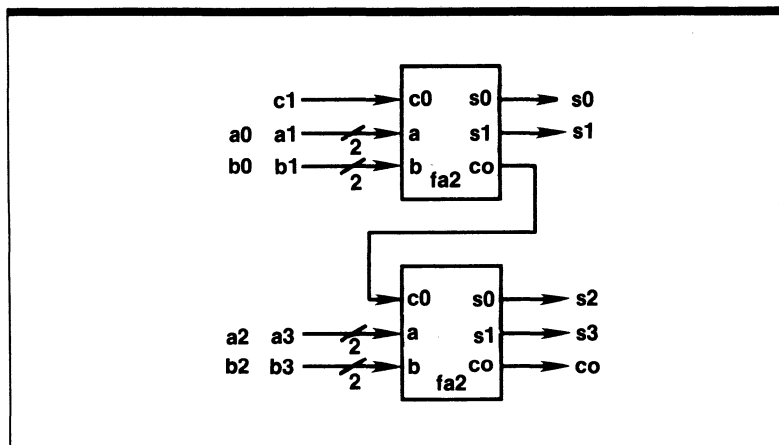 c1 c0 s0 s0
a0 a1 2 a s1 s1
b0 b1 2 b co
fa2
c0 s0 s2
a2 a3 2 a s1 s3
b2 b3 2 b co co
fa2